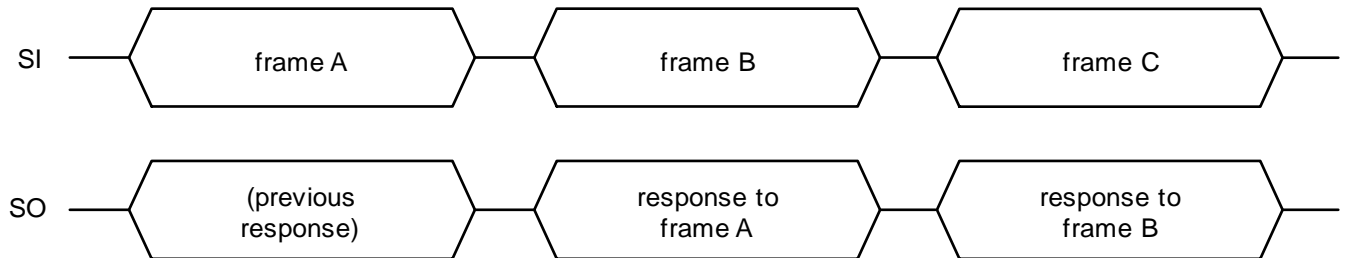 SI
frame A
frame B
frame C
SO
(previous
response)
response to
frame A
response to
frame B